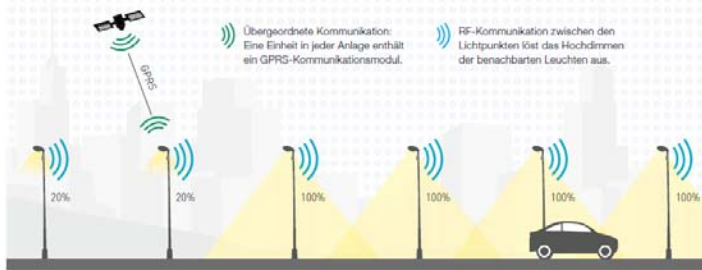 Übergeordnete Kommunikation:
Eine Einheit in jeder Anlage enthält
ein GPRS-Kommunikationsmodul.
RF-Kommunikation zwischen den
Lichtpunkten löst das Hochdimmen
der benachbarten Leuchten aus.
GPRS
20%
20%
100%
100%
100%
100%